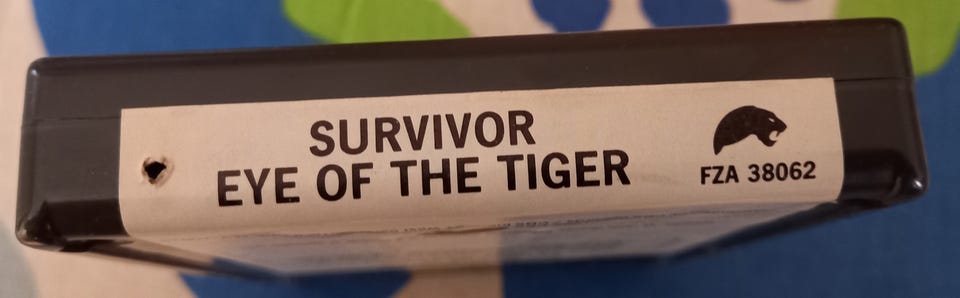 SURVIVOR
EYE OF THE TIGER
FZA 38062